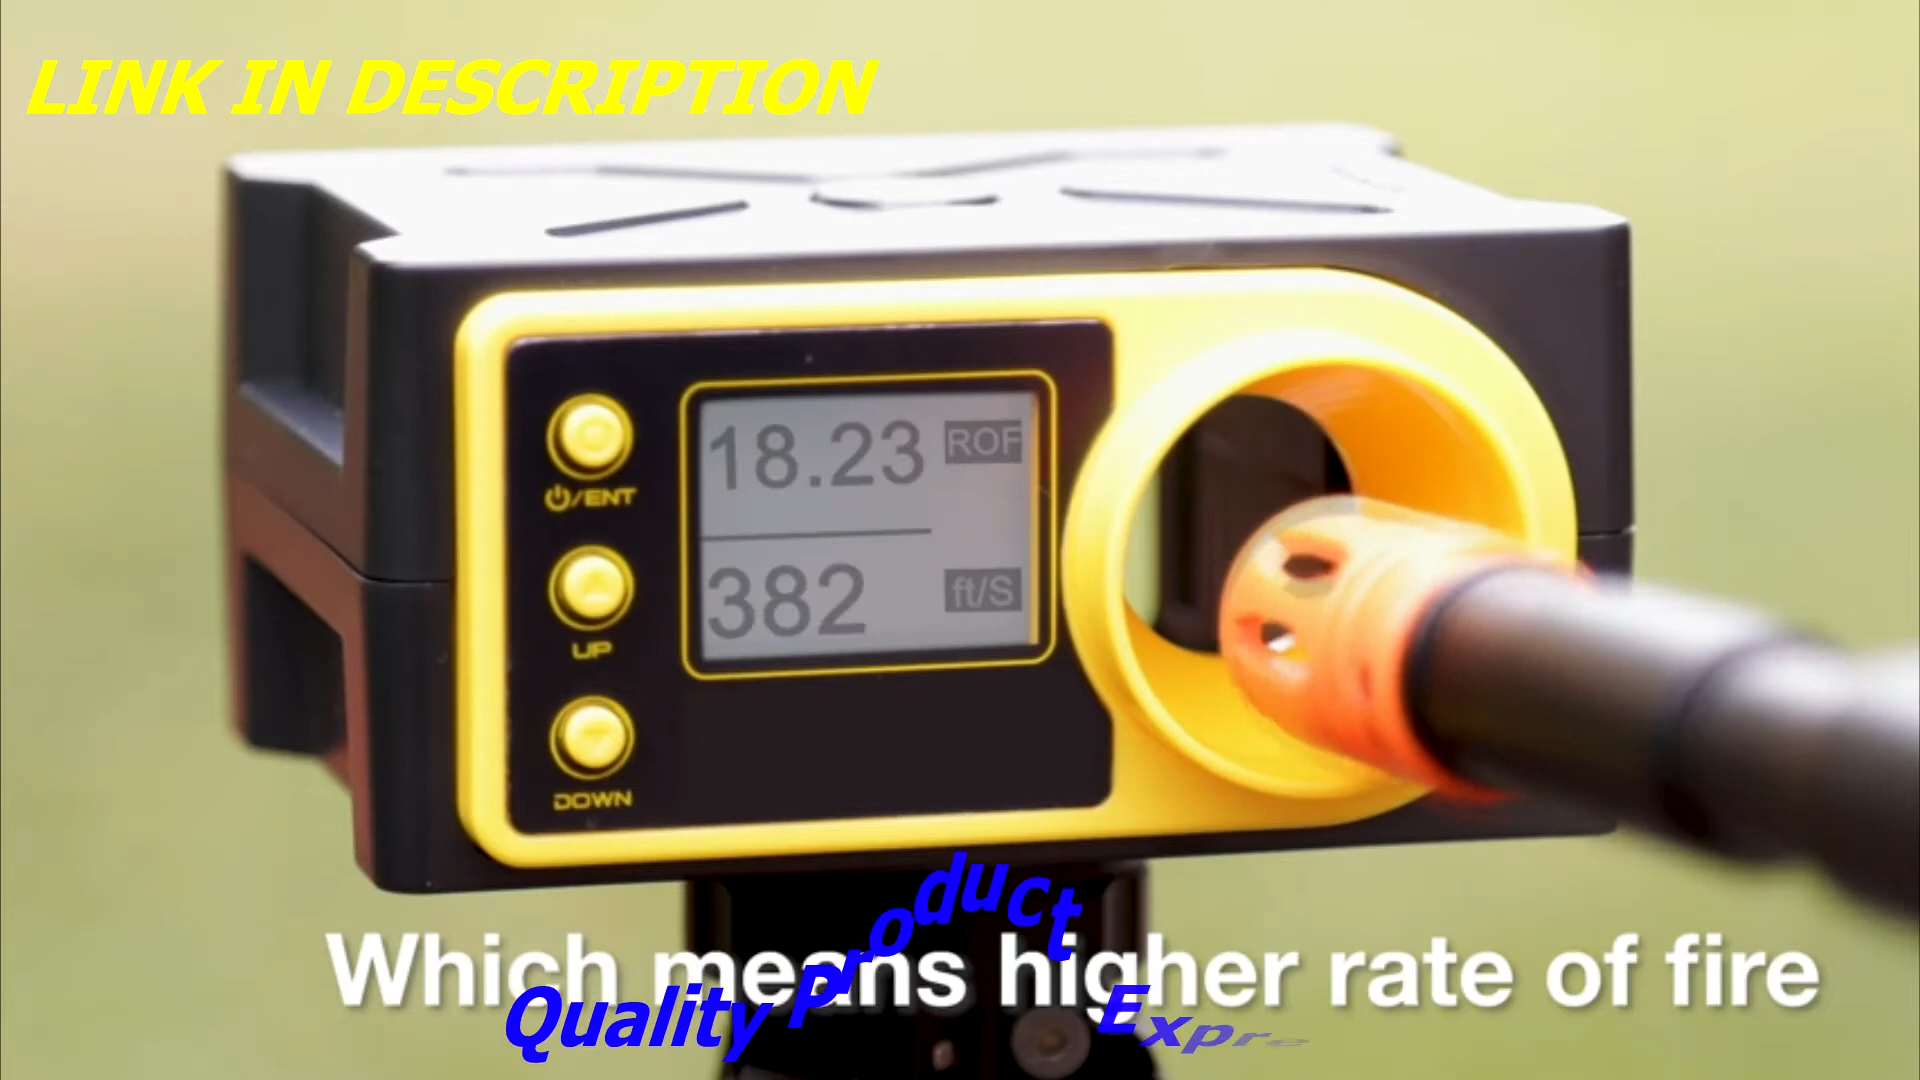 LINK IN DESCRIPTION
18.23 ROF
/ENT
382 ft/S
UP
DOWN
Which means higher rate of fire
Quality Product Expre